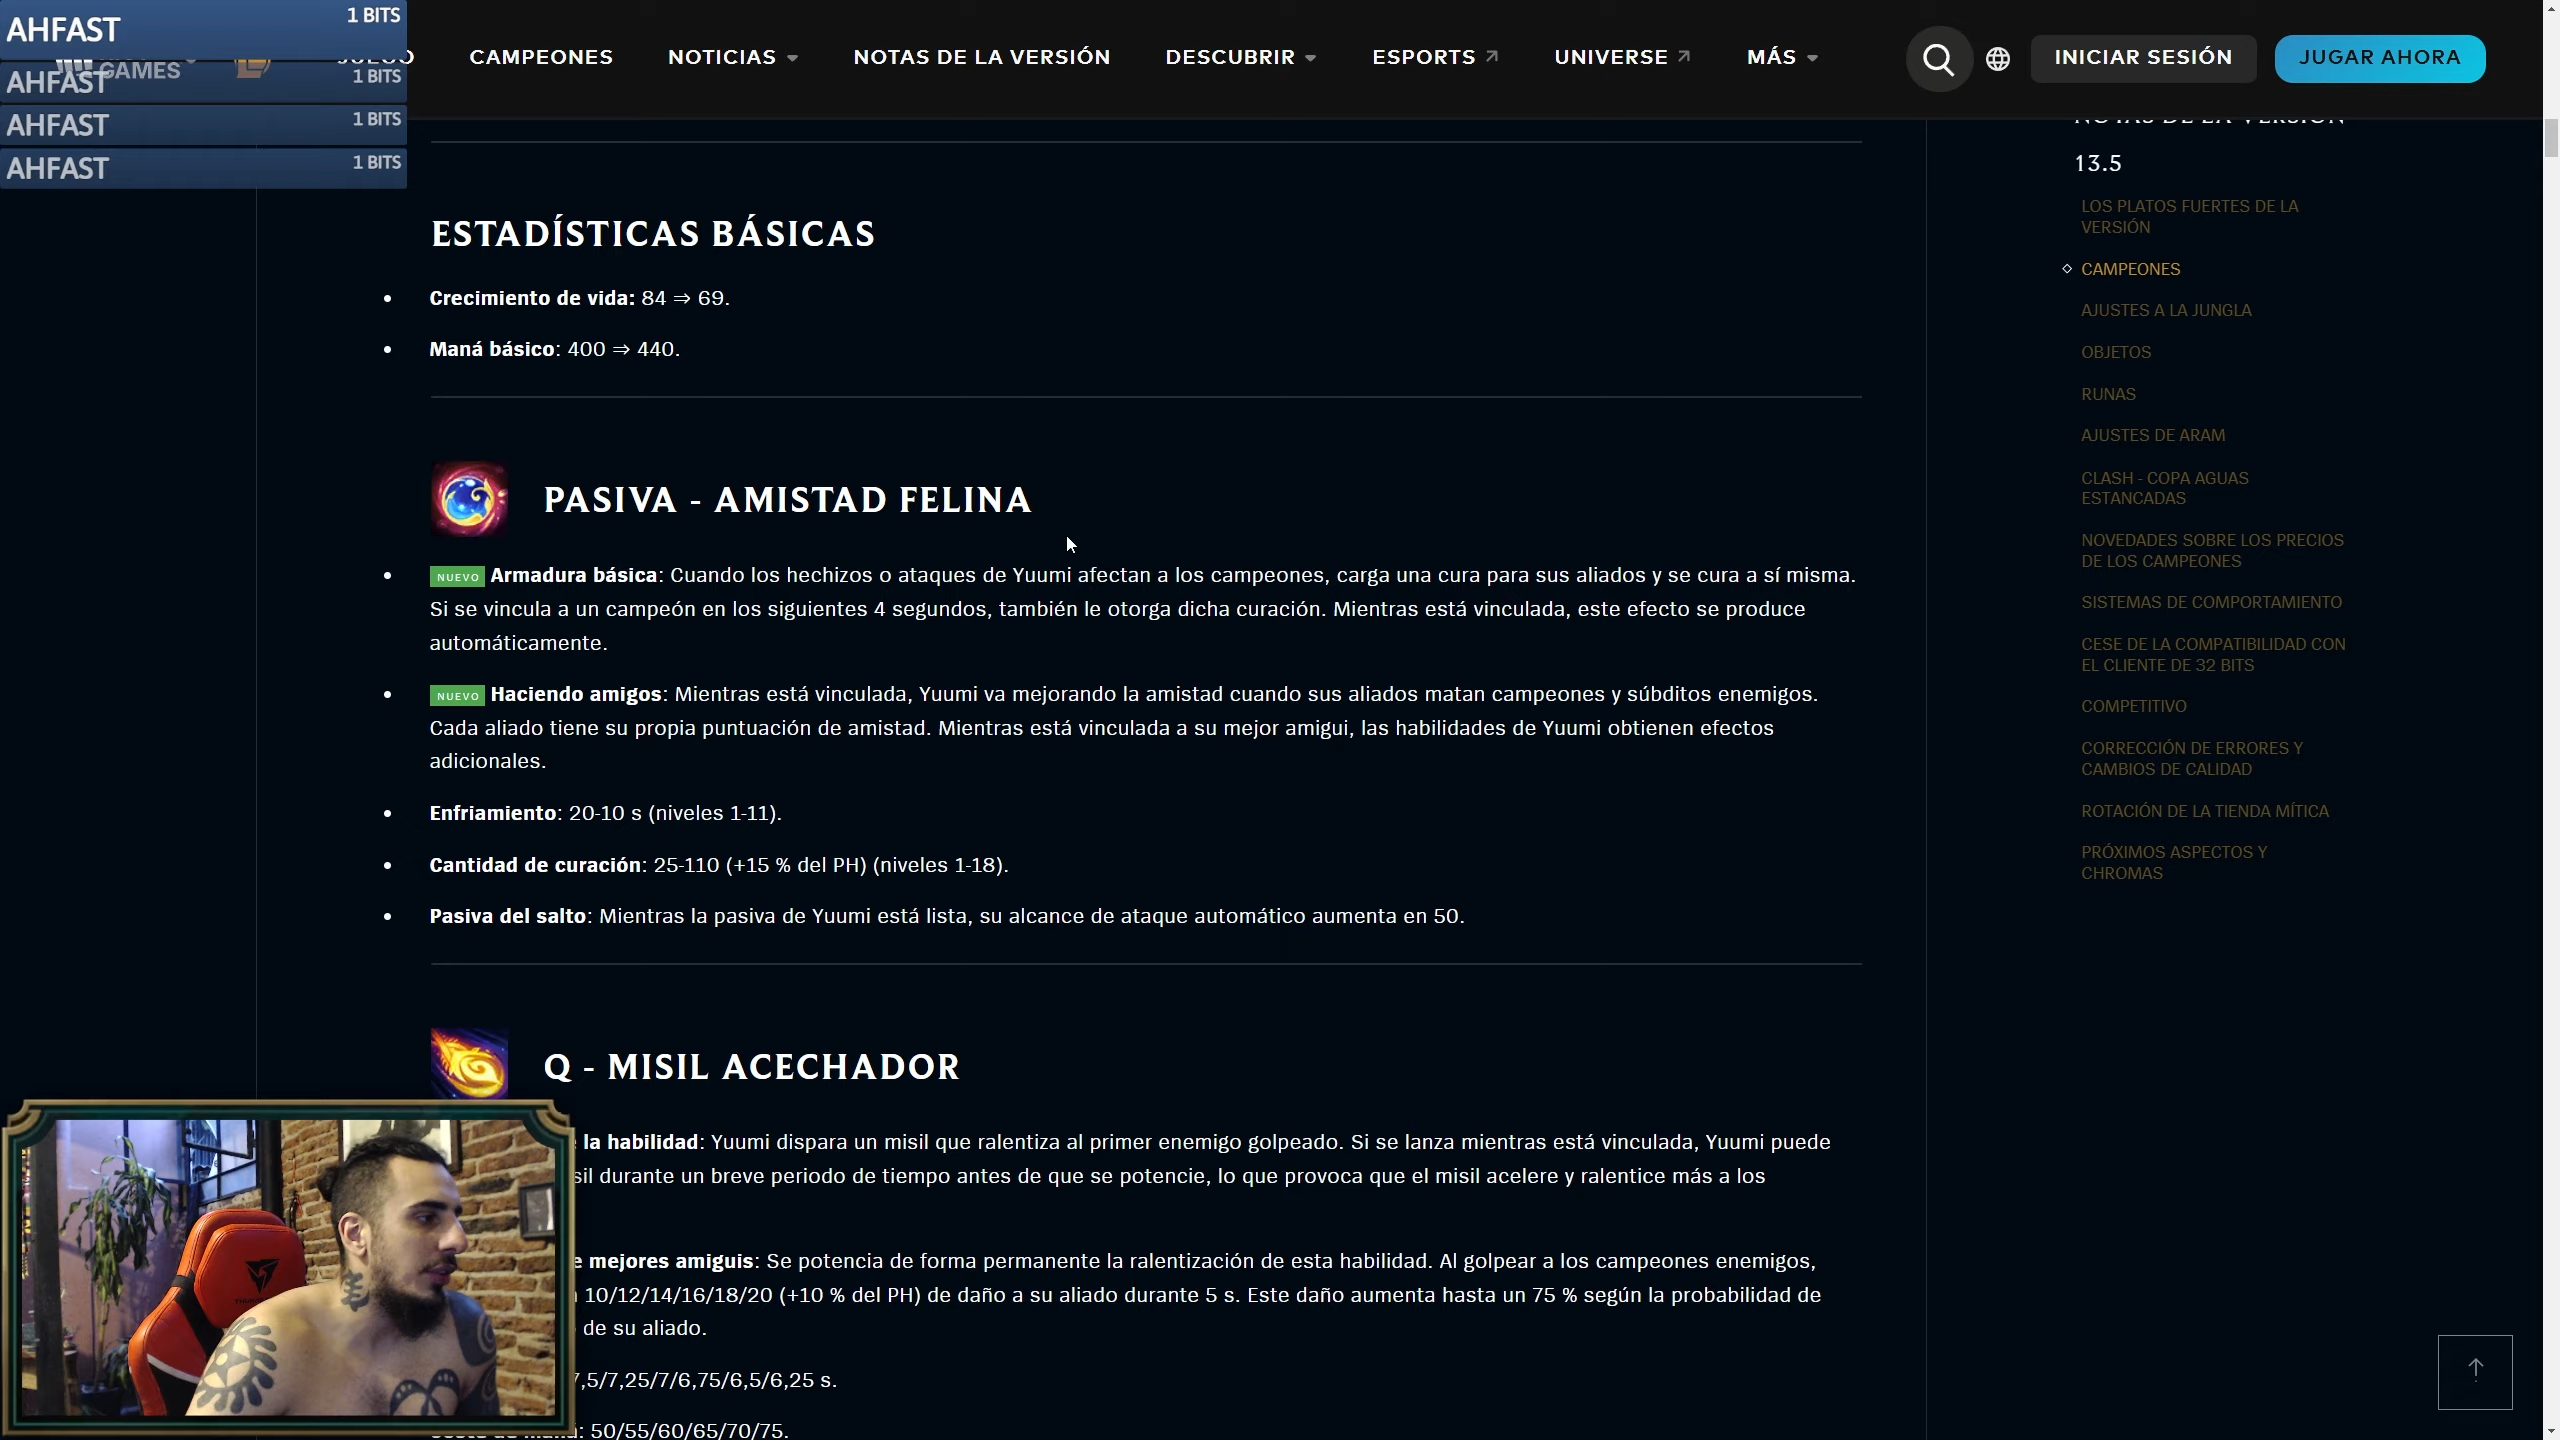 AHFAST 1 BITS
AHFAST 1 BITS
AHFAST 1 BITS
AHFAST 1 BITS
GAMES
JUEGO
CAMPEONES
NOTICIAS
NOTAS DE LA VERSIÓN
DESCUBRIR
ESPORTS
UNIVERSE
MÁS
INICIAR SESIÓN
JUGAR AHORA
ESTADÍSTICAS BÁSICAS
Crecimiento de vida: 84 ⇒ 69.
Maná básico: 400 ⇒ 440.
PASIVA - AMISTAD FELINA
NUEVO Armadura básica: Cuando los hechizos o ataques de Yuumi afectan a los campeones, carga una cura para sus aliados y se cura a sí misma.
Si se vincula a un campeón en los siguientes 4 segundos, también le otorga dicha curación. Mientras está vinculada, este efecto se produce
automáticamente.
NUEVO Haciendo amigos: Mientras está vinculada, Yuumi va mejorando la amistad cuando sus aliados matan campeones y súbditos enemigos.
Cada aliado tiene su propia puntuación de amistad. Mientras está vinculada a su mejor amigui, las habilidades de Yuumi obtienen efectos
adicionales.
Enfriamiento: 20-10 s (niveles 1-11).
Cantidad de curación: 25-110 (+15 % del PH) (niveles 1-18).
Pasiva del salto: Mientras la pasiva de Yuumi está lista, su alcance de ataque automático aumenta en 50.
Q - MISIL ACECHADOR
la habilidad: Yuumi dispara un misil que ralentiza al primer enemigo golpeado. Si se lanza mientras está vinculada, Yuumi puede
sil durante un breve periodo de tiempo antes de que se potencie, lo que provoca que el misil acelere y ralentice más a los
e mejores amiguis: Se potencia de forma permanente la ralentización de esta habilidad. Al golpear a los campeones enemigos,
10/12/14/16/18/20 (+10 % del PH) de daño a su aliado durante 5 s. Este daño aumenta hasta un 75 % según la probabilidad de
de su aliado.
7,5/7,25/7/6,75/6,5/6,25 s.
50/55/60/65/70/75.
NOTAS DE LA VERSIÓN
13.5
LOS PLATOS FUERTES DE LA
VERSIÓN
CAMPEONES
AJUSTES A LA JUNGLA
OBJETOS
RUNAS
AJUSTES DE ARAM
CLASH - COPA AGUAS
ESTANCADAS
NOVEDADES SOBRE LOS PRECIOS
DE LOS CAMPEONES
SISTEMAS DE COMPORTAMIENTO
CESE DE LA COMPATIBILIDAD CON
EL CLIENTE DE 32 BITS
COMPETITIVO
CORRECCIÓN DE ERRORES Y
CAMBIOS DE CALIDAD
ROTACIÓN DE LA TIENDA MÍTICA
PRÓXIMOS ASPECTOS Y
CHROMAS